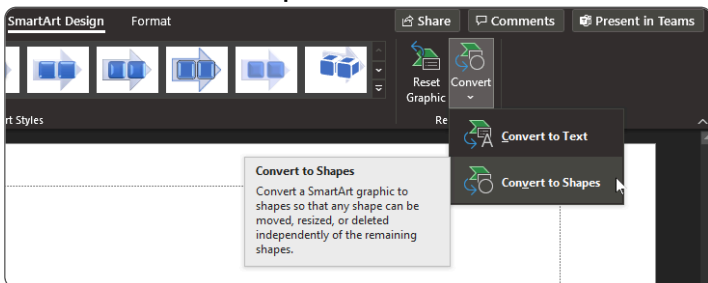 SmartArt Design Format Share Comments Present in Teams
Reset Graphic
Convert
rt Styles
Re
Convert to Text
Convert to Shapes
Convert to Shapes
Convert a SmartArt graphic to
shapes so that any shape can be
moved, resized, or deleted
independently of the remaining
shapes.